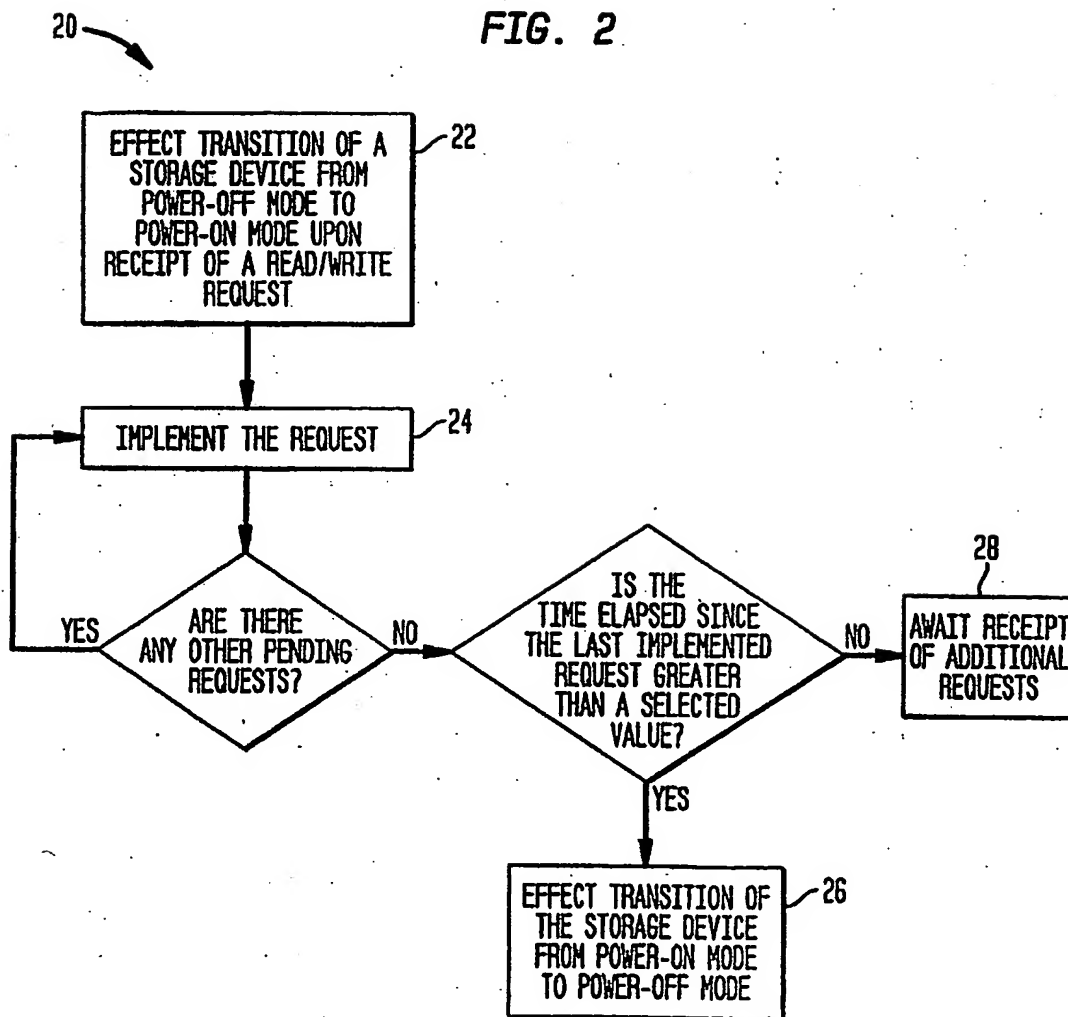 FIG. 2
20
EFFECT TRANSITION OF A
STORAGE DEVICE FROM
POWER-OFF MODE TO
POWER-ON MODE UPON
RECEIPT OF A READ/WRITE
REQUEST
22
IMPLEMENT THE REQUEST
24
ARE THERE
ANY OTHER PENDING
REQUESTS?
YES
NO
IS THE
TIME ELAPSED SINCE
THE LAST IMPLEMENTED
REQUEST GREATER
THAN A SELECTED
VALUE?
NO
YES
28
AWAIT RECEIPT
OF ADDITIONAL
REQUESTS
EFFECT TRANSITION OF
THE STORAGE DEVICE
FROM POWER-ON MODE
TO POWER-OFF MODE
26